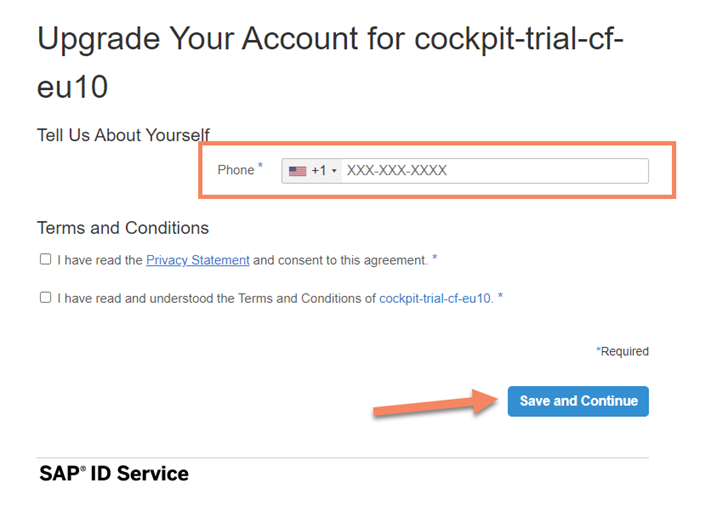 Upgrade Your Account for cockpit-trial-cf-
eu10
Tell Us About Yourself
Phone * +1 XXX-XXX-XXXX
Terms and Conditions
I have read the Privacy Statement and consent to this agreement. *
I have read and understood the Terms and Conditions of cockpit-trial-cf-eu10. *
*Required
Save and Continue
SAP® ID Service